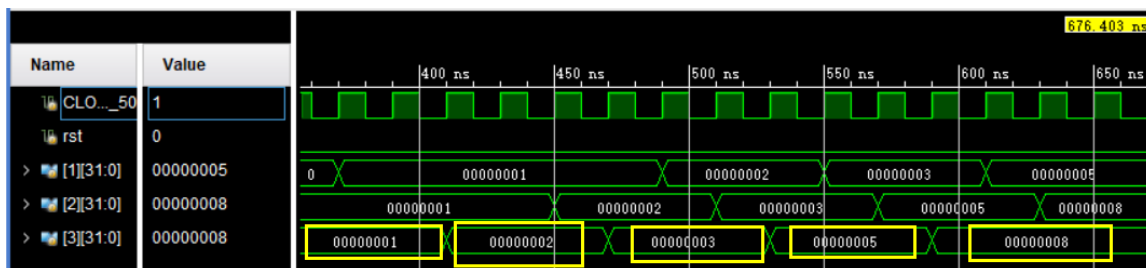 676.403 ns
Name Value
400 ns 450 ns 500 ns 550 ns 600 ns 650 ns
CLO..._50 1
rst 0
[1][31:0] 00000005 0 00000001 00000002 00000003 00000005
[2][31:0] 00000008 00000001 00000002 00000003 00000005 00000008
[3][31:0] 00000008 00000001 00000002 00000003 00000005 00000008